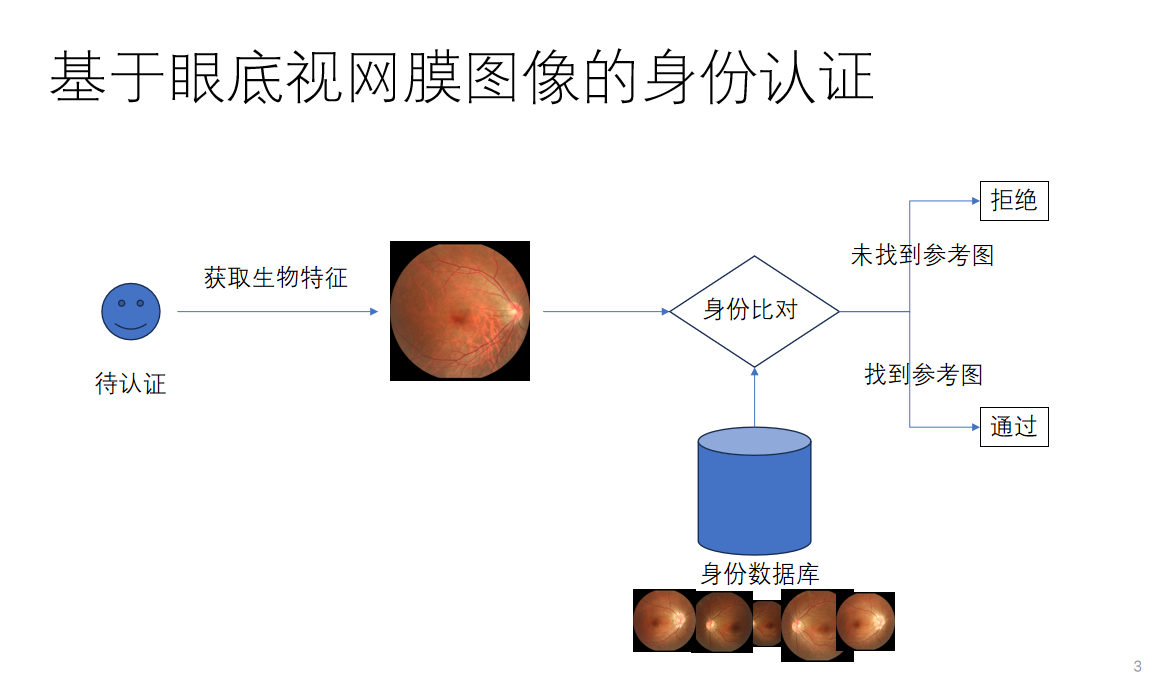 基于眼底视网膜图像的身份认证
拒绝
未找到参考图
获取生物特征
身份比对
待认证
找到参考图
通过
身份数据库
3